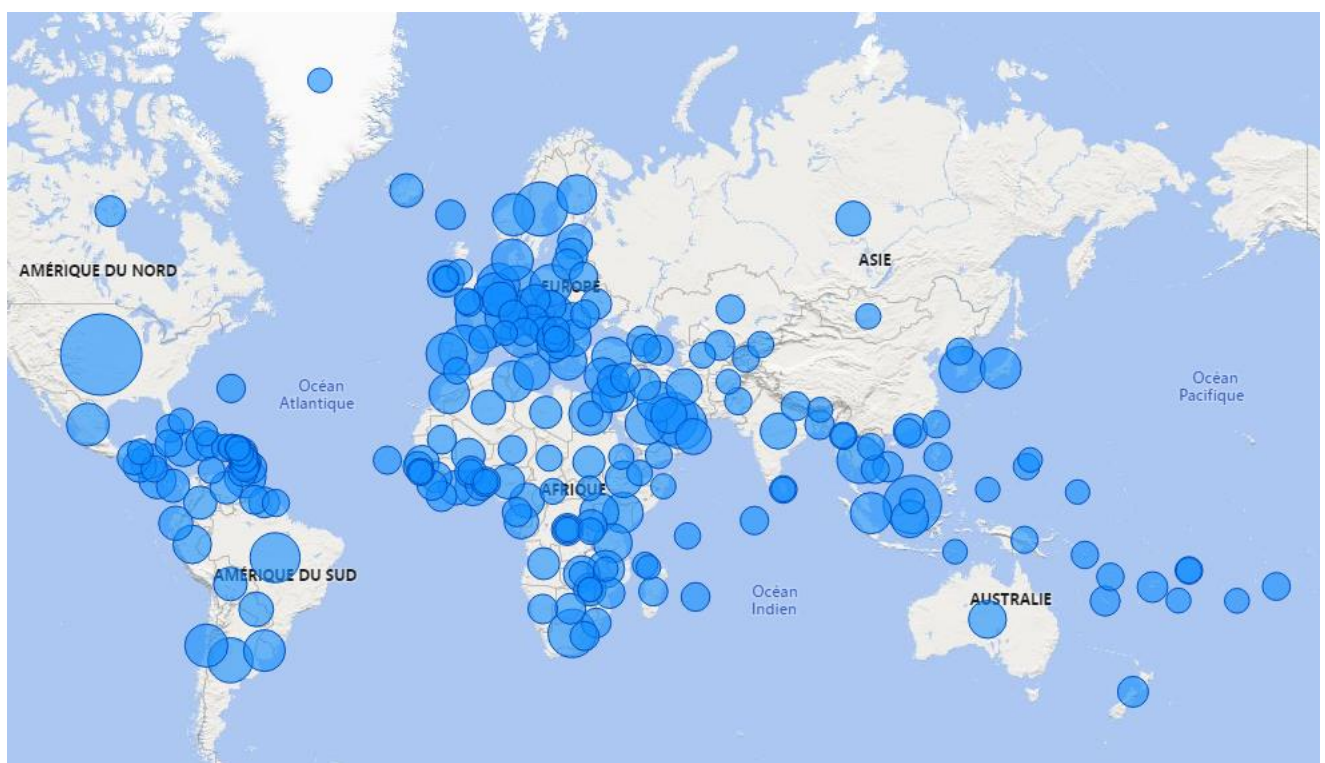 EUROPE
ASIE
AMÉRIQUE DU NORD
Océan
Atlantique
Océan
Pacifique
AFRIQUE
AMÉRIQUE DU SUD
Océan
Indien
AUSTRALIE